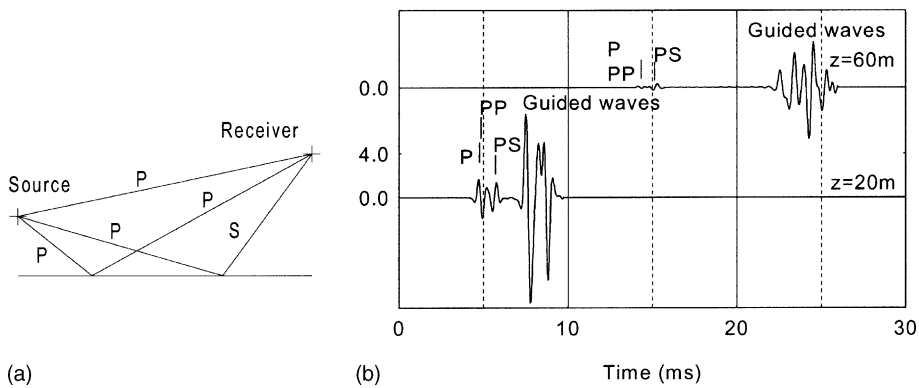 Receiver
Source
P
P
P
P
S
(a)
Guided waves
z=60m
P
PP
PS
0.0
Guided waves
PP
P
PS
4.0
0.0
z=20m
0
10
20
30
(b)
Time (ms)